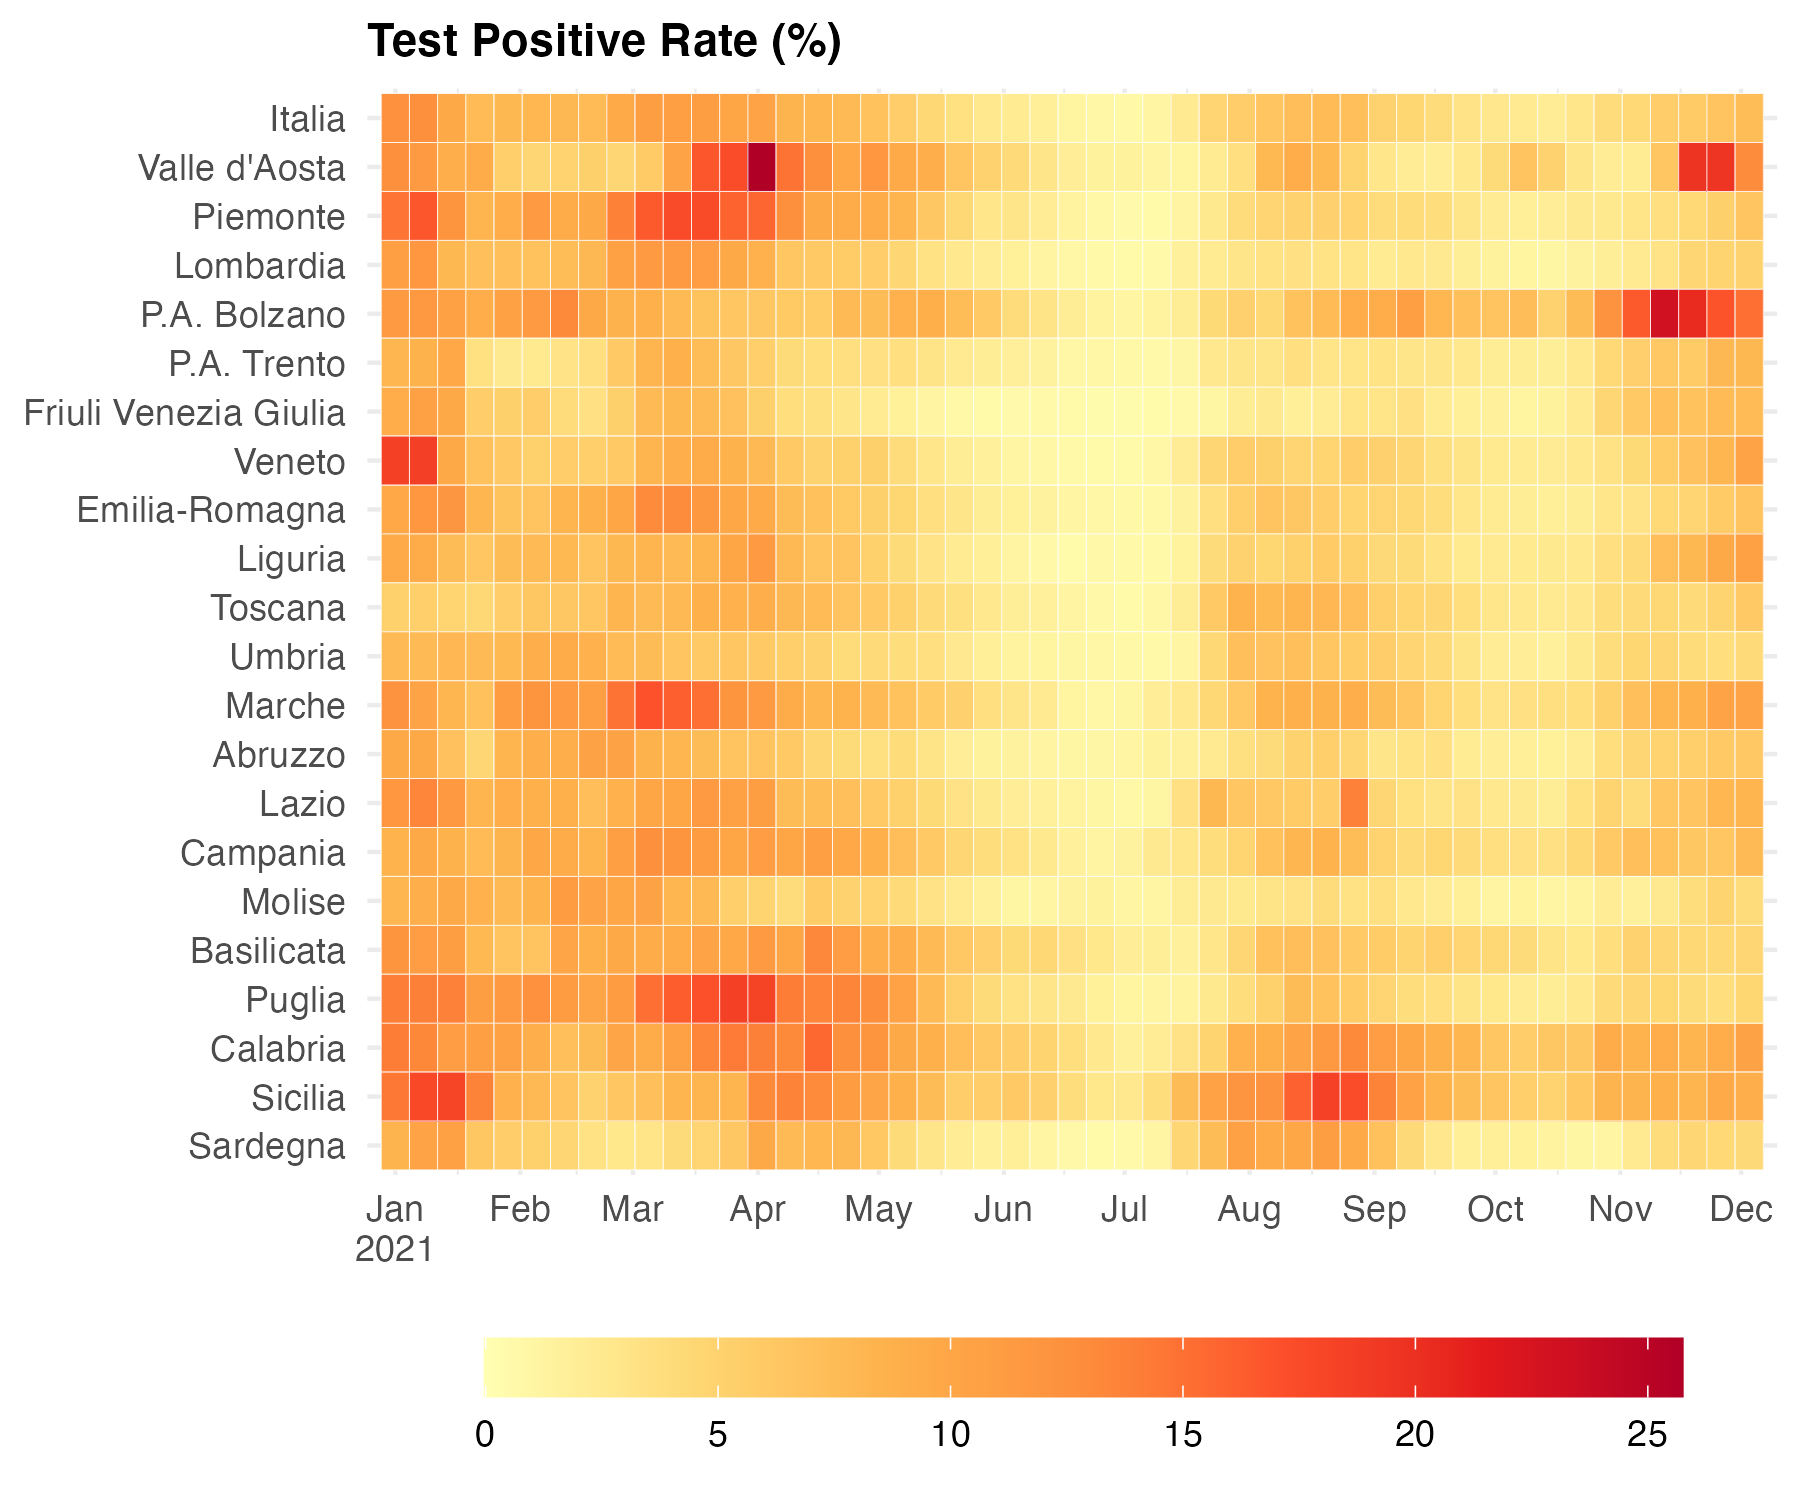 Test Positive Rate (%)
Italia
Valle d'Aosta
Piemonte
Lombardia
P.A. Bolzano
P.A. Trento
Friuli Venezia Giulia
Veneto
Emilia-Romagna
Liguria
Toscana
Umbria
Marche
Abruzzo
Lazio
Campania
Molise
Basilicata
Puglia
Calabria
Sicilia
Sardegna
Jan Feb Mar Apr May Jun Jul Aug Sep Oct Nov Dec
2021
0 5 10 15 20 25